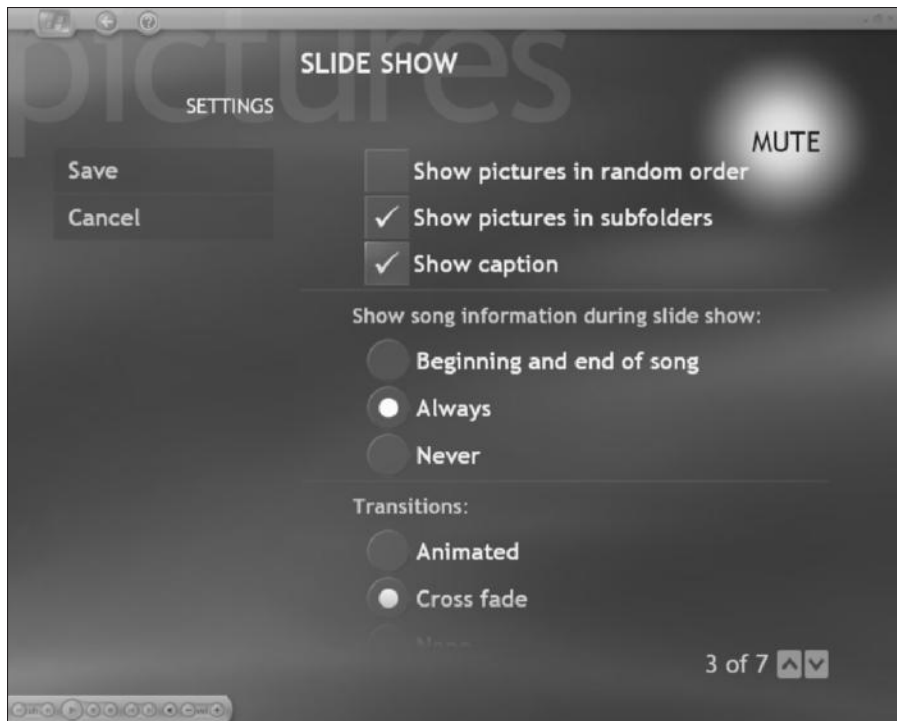 pictures
SLIDE SHOW
SETTINGS
MUTE
Save
Cancel
Show pictures in random order
Show pictures in subfolders
Show caption
Show song information during slide show:
Beginning and end of song
Always
Never
Transitions:
Animated
Cross fade
None
3 of 7